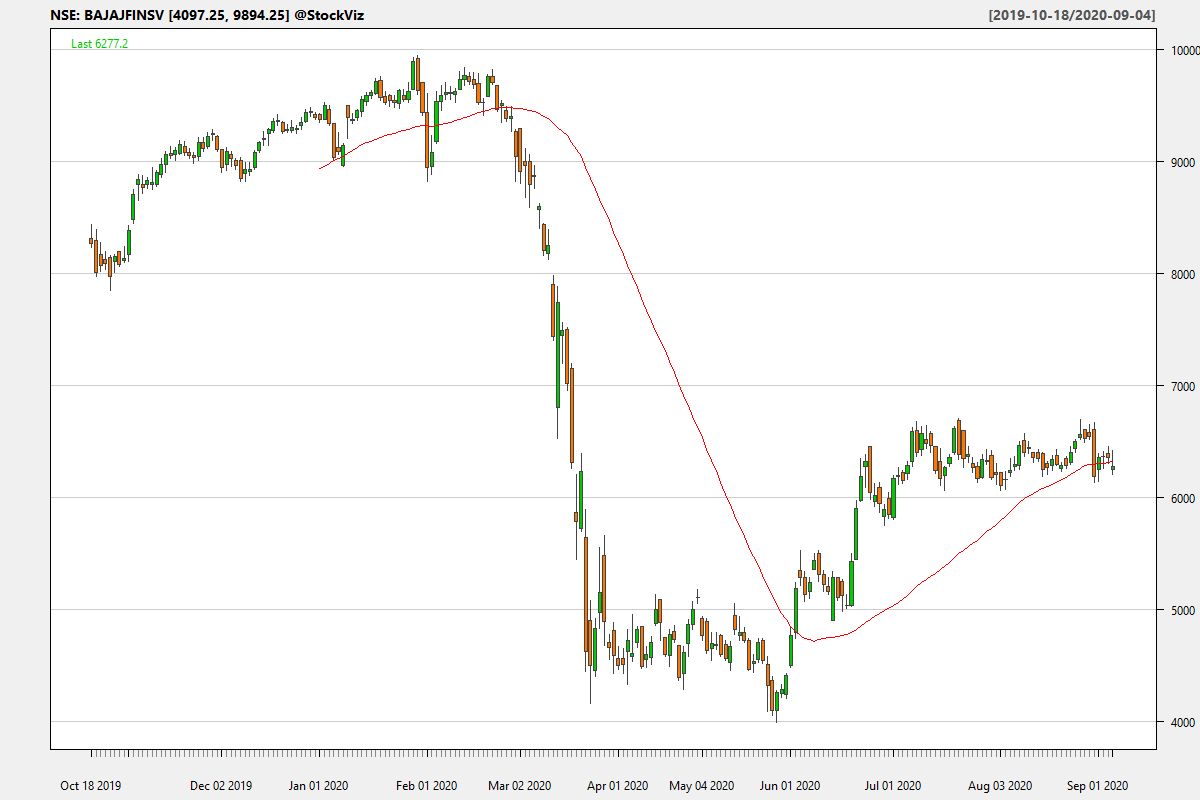 NSE: BAJAJFINSV [4097.25, 9894.25] @StockViz
[2019-10-18/2020-09-04]
Last 6277.2
10000
9000
8000
7000
6000
5000
4000
Oct 18 2019 Dec 02 2019 Jan 01 2020 Feb 01 2020 Mar 02 2020 Apr 01 2020 May 04 2020 Jun 01 2020 Jul 01 2020 Aug 03 2020 Sep 01 2020